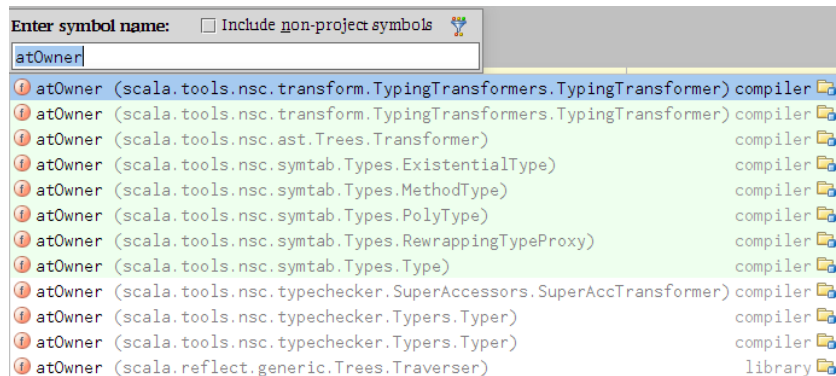 Enter symbol name: Include non-project symbols
atOwner
atOwner (scala.tools.nsc.transform.TypingTransformers.TypingTransformer) compiler
atOwner (scala.tools.nsc.transform.TypingTransformers.TypingTransformer) compiler
atOwner (scala.tools.nsc.ast.Trees.Transformer) compiler
atOwner (scala.tools.nsc.symtab.Types.ExistentialType) compiler
atOwner (scala.tools.nsc.symtab.Types.MethodType) compiler
atOwner (scala.tools.nsc.symtab.Types.PolyType) compiler
atOwner (scala.tools.nsc.symtab.Types.RewrappingTypeProxy) compiler
atOwner (scala.tools.nsc.symtab.Types.Type) compiler
atOwner (scala.tools.nsc.typechecker.SuperAccessors.SuperAccTransformer) compiler
atOwner (scala.tools.nsc.typechecker.Typers.Typer) compiler
atOwner (scala.tools.nsc.typechecker.Typers.Typer) compiler
atOwner (scala.reflect.generic.Trees.Traverser) library